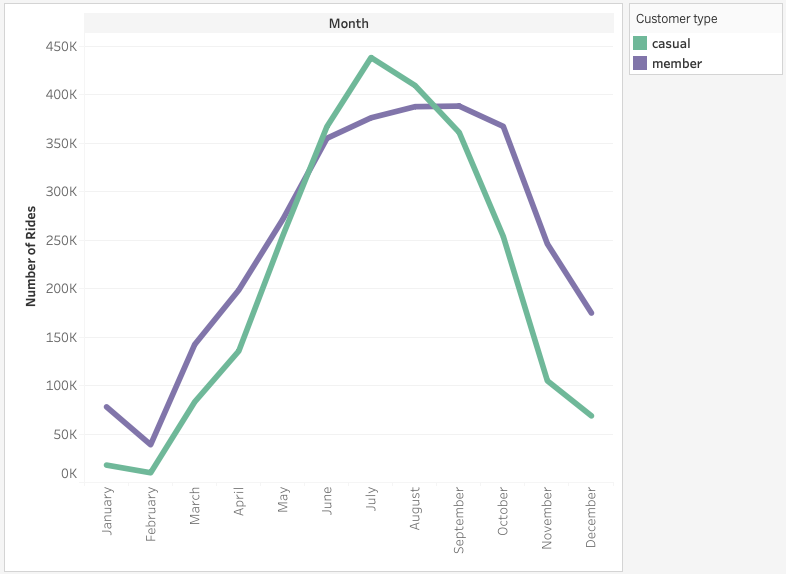 Month
Customer type
casual
member
450K
400K
350K
300K
250K
200K
150K
100K
50K
0K
Number of Rides
January
February
March
April
May
June
July
August
September
October
November
December